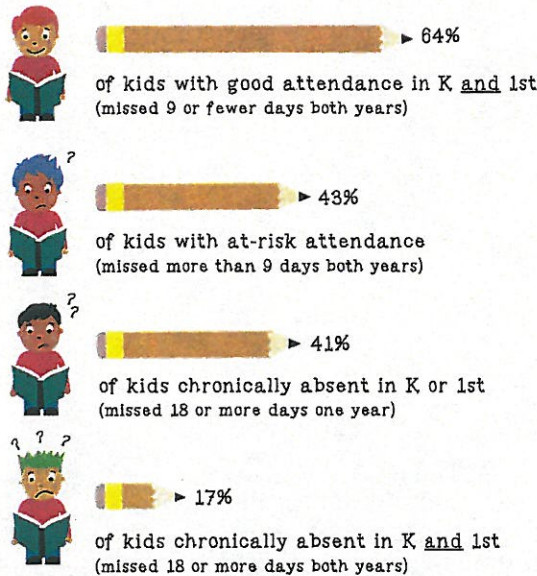 64%
of kids with good attendance in K and 1st
(missed 9 or fewer days both years)
?
43%
of kids with at-risk attendance
(missed more than 9 days both years)
? ?
41%
of kids chronically absent in K or 1st
(missed 18 or more days one year)
? ? ?
17%
of kids chronically absent in K and 1st
(missed 18 or more days both years)